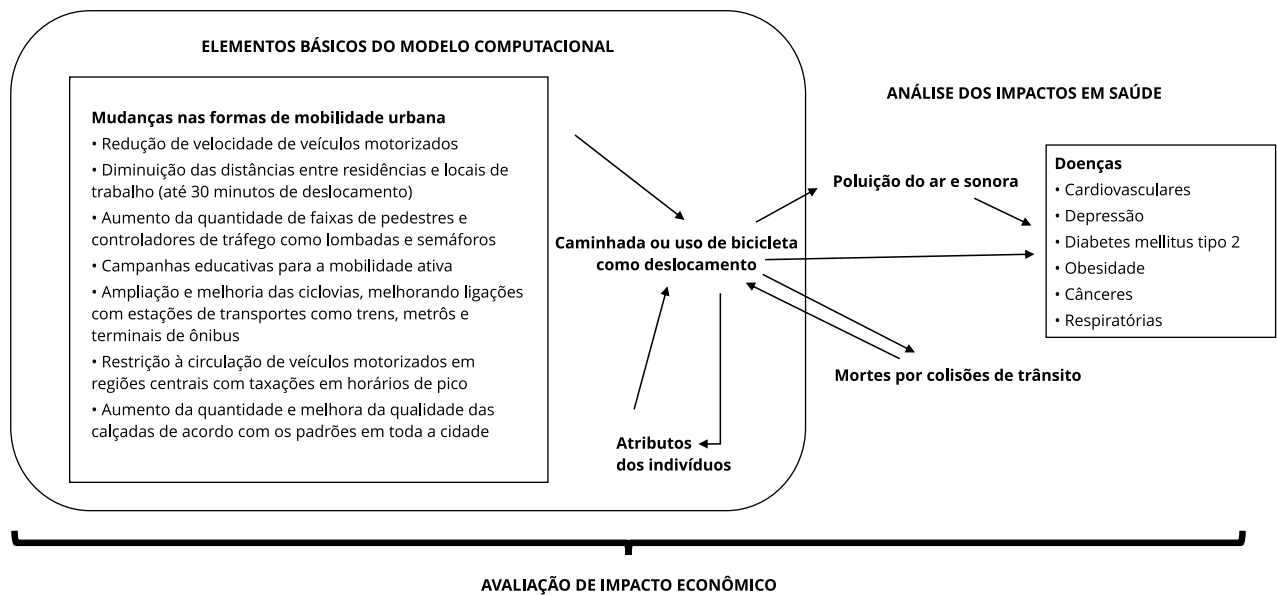 ELEMENTOS BÁSICOS DO MODELO COMPUTACIONAL
Mudanças nas formas de mobilidade urbana
• Redução de velocidade de veículos motorizados
• Diminuição das distâncias entre residências e locais de
trabalho (até 30 minutos de deslocamento)
• Aumento da quantidade de faixas de pedestres e
controladores de tráfego como lombadas e semáforos
• Campanhas educativas para a mobilidade ativa
• Ampliação e melhoria das ciclovias, melhorando ligações
com estações de transportes como trens, metrôs e
terminais de ônibus
• Restrição à circulação de veículos motorizados em
regiões centrais com taxações em horários de pico
• Aumento da quantidade e melhora da qualidade das
calçadas de acordo com os padrões em toda a cidade
Caminhada ou uso de bicicleta
como deslocamento
Atributos
dos indivíduos
ANÁLISE DOS IMPACTOS EM SAÚDE
Poluição do ar e sonora
Mortes por colisões de trânsito
Doenças
• Cardiovasculares
• Depressão
• Diabetes mellitus tipo 2
• Obesidade
• Cânceres
• Respiratórias
AVALIAÇÃO DE IMPACTO ECONÔMICO